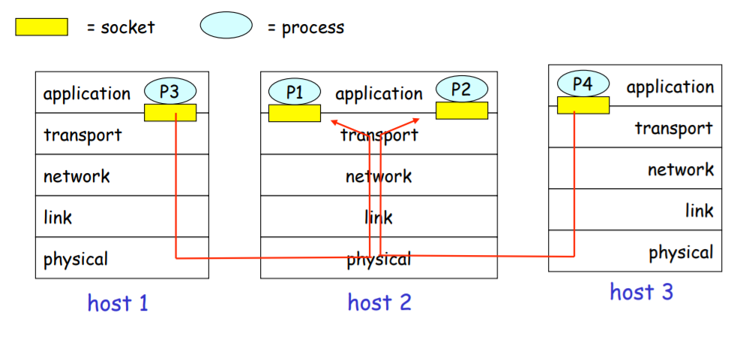 = socket
= process
application
P3
transport
network
link
physical
host 1
P1
application
P2
transport
network
link
physical
host 2
P4
application
transport
network
link
physical
host 3